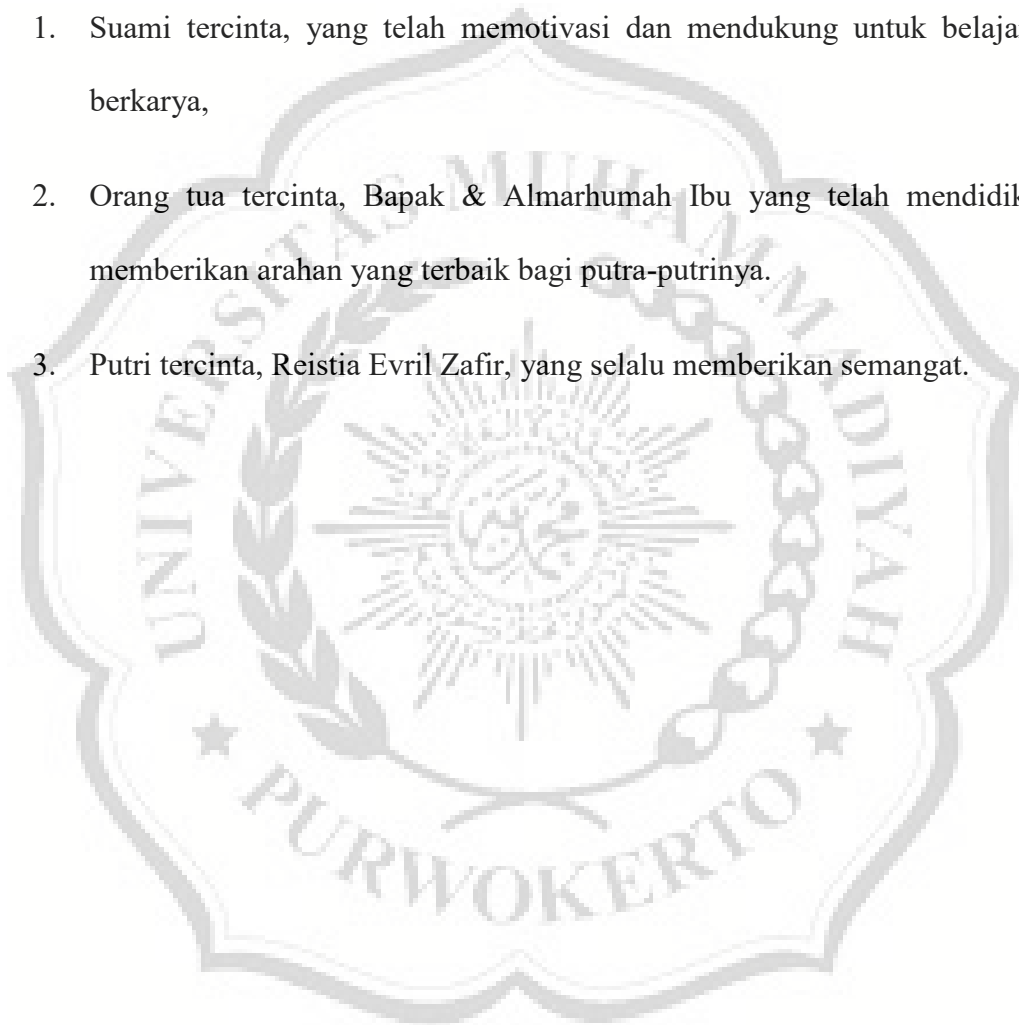 1. Suami tercinta, yang telah memotivasi dan mendukung untuk belaja
berkarya,
2. Orang tua tercinta, Bapak & Almarhumah Ibu yang telah mendidik
memberikan arahan yang terbaik bagi putra-putrinya.
3. Putri tercinta, Reistia Evril Zafir, yang selalu memberikan semangat.
UNIVERSITAS MUHAMMADIYAH
PURWOKERTO